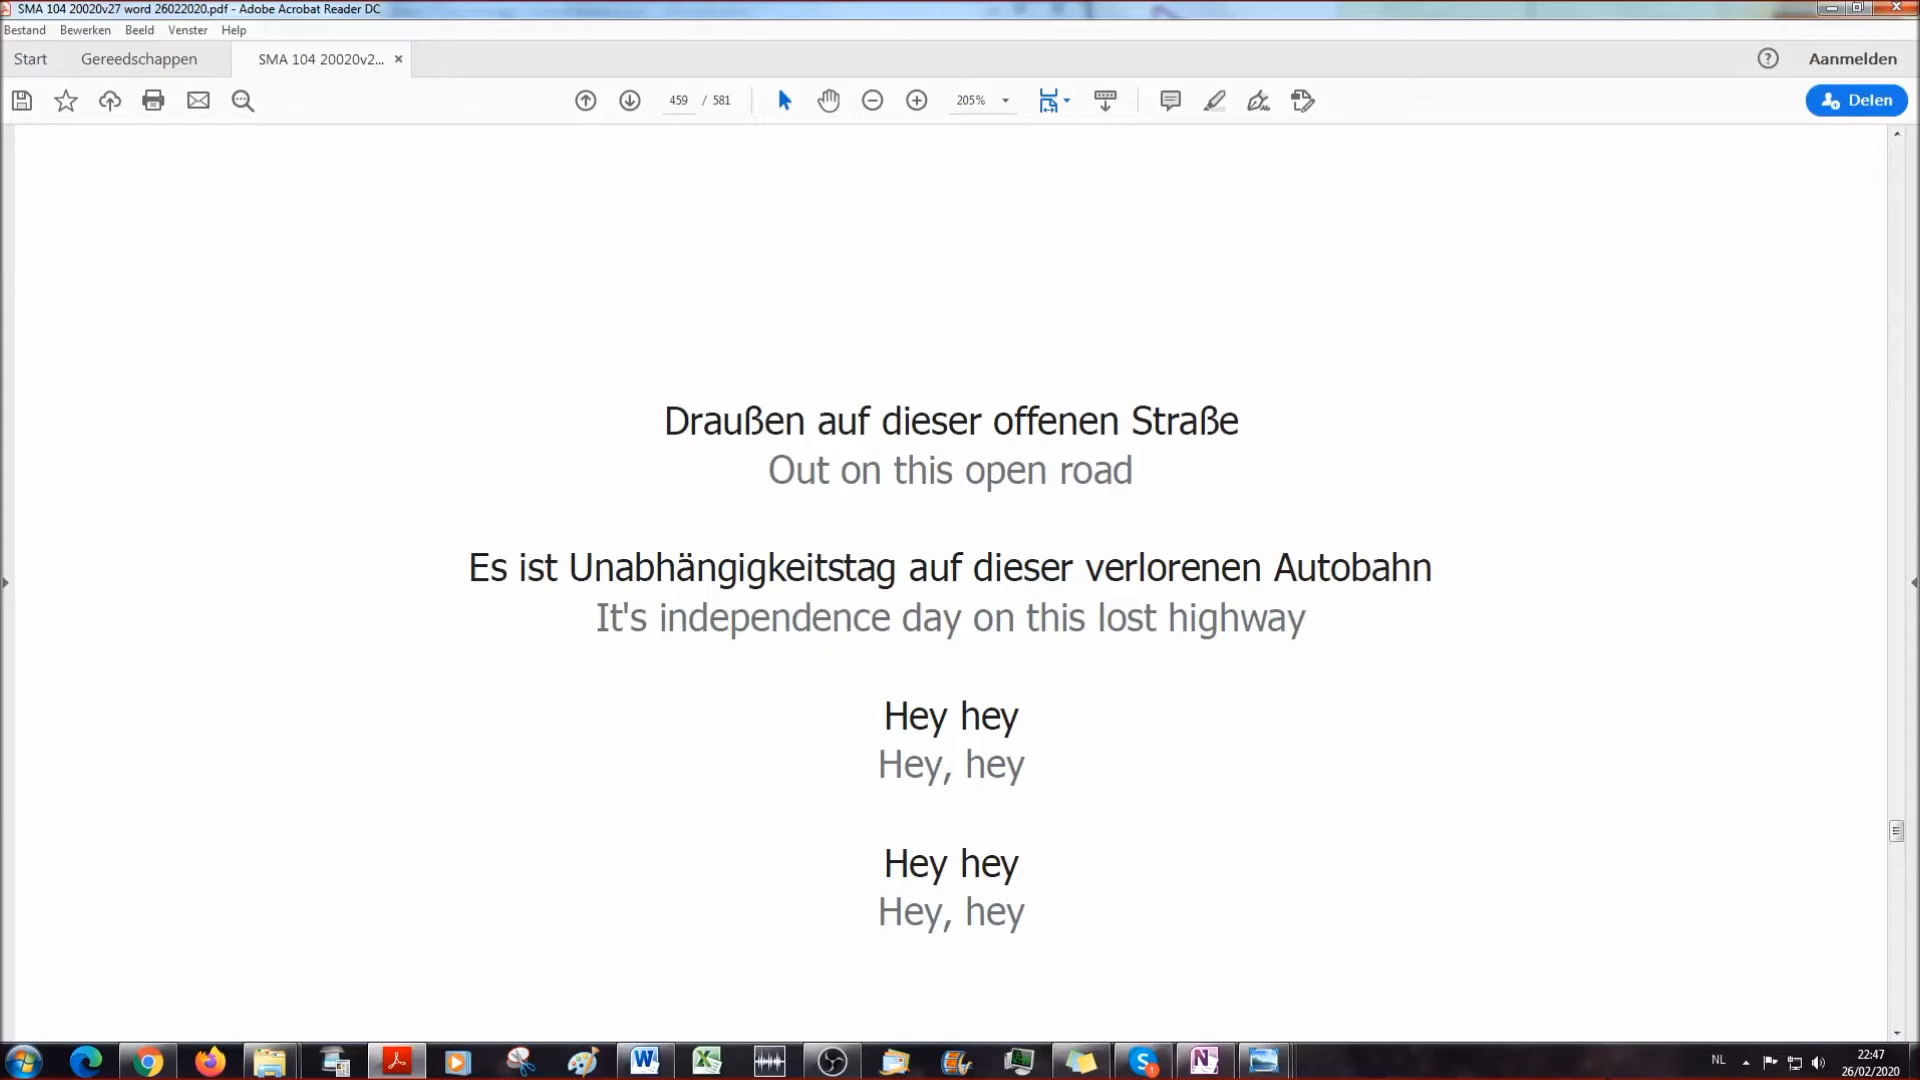 SMA 104 20020v27 word 26022020.pdf - Adobe Acrobat Reader DC
Bestand Bewerken Beeld Venster Help
Start Gereedschappen SMA 104 20020v2... × Aanmelden
459 / 581 205% Delen
Draußen auf dieser offenen Straße
Out on this open road
Es ist Unabhängigkeitstag auf dieser verlorenen Autobahn
It's independence day on this lost highway
Hey hey
Hey, hey
Hey hey
Hey, hey
NL 22:47
26/02/2020